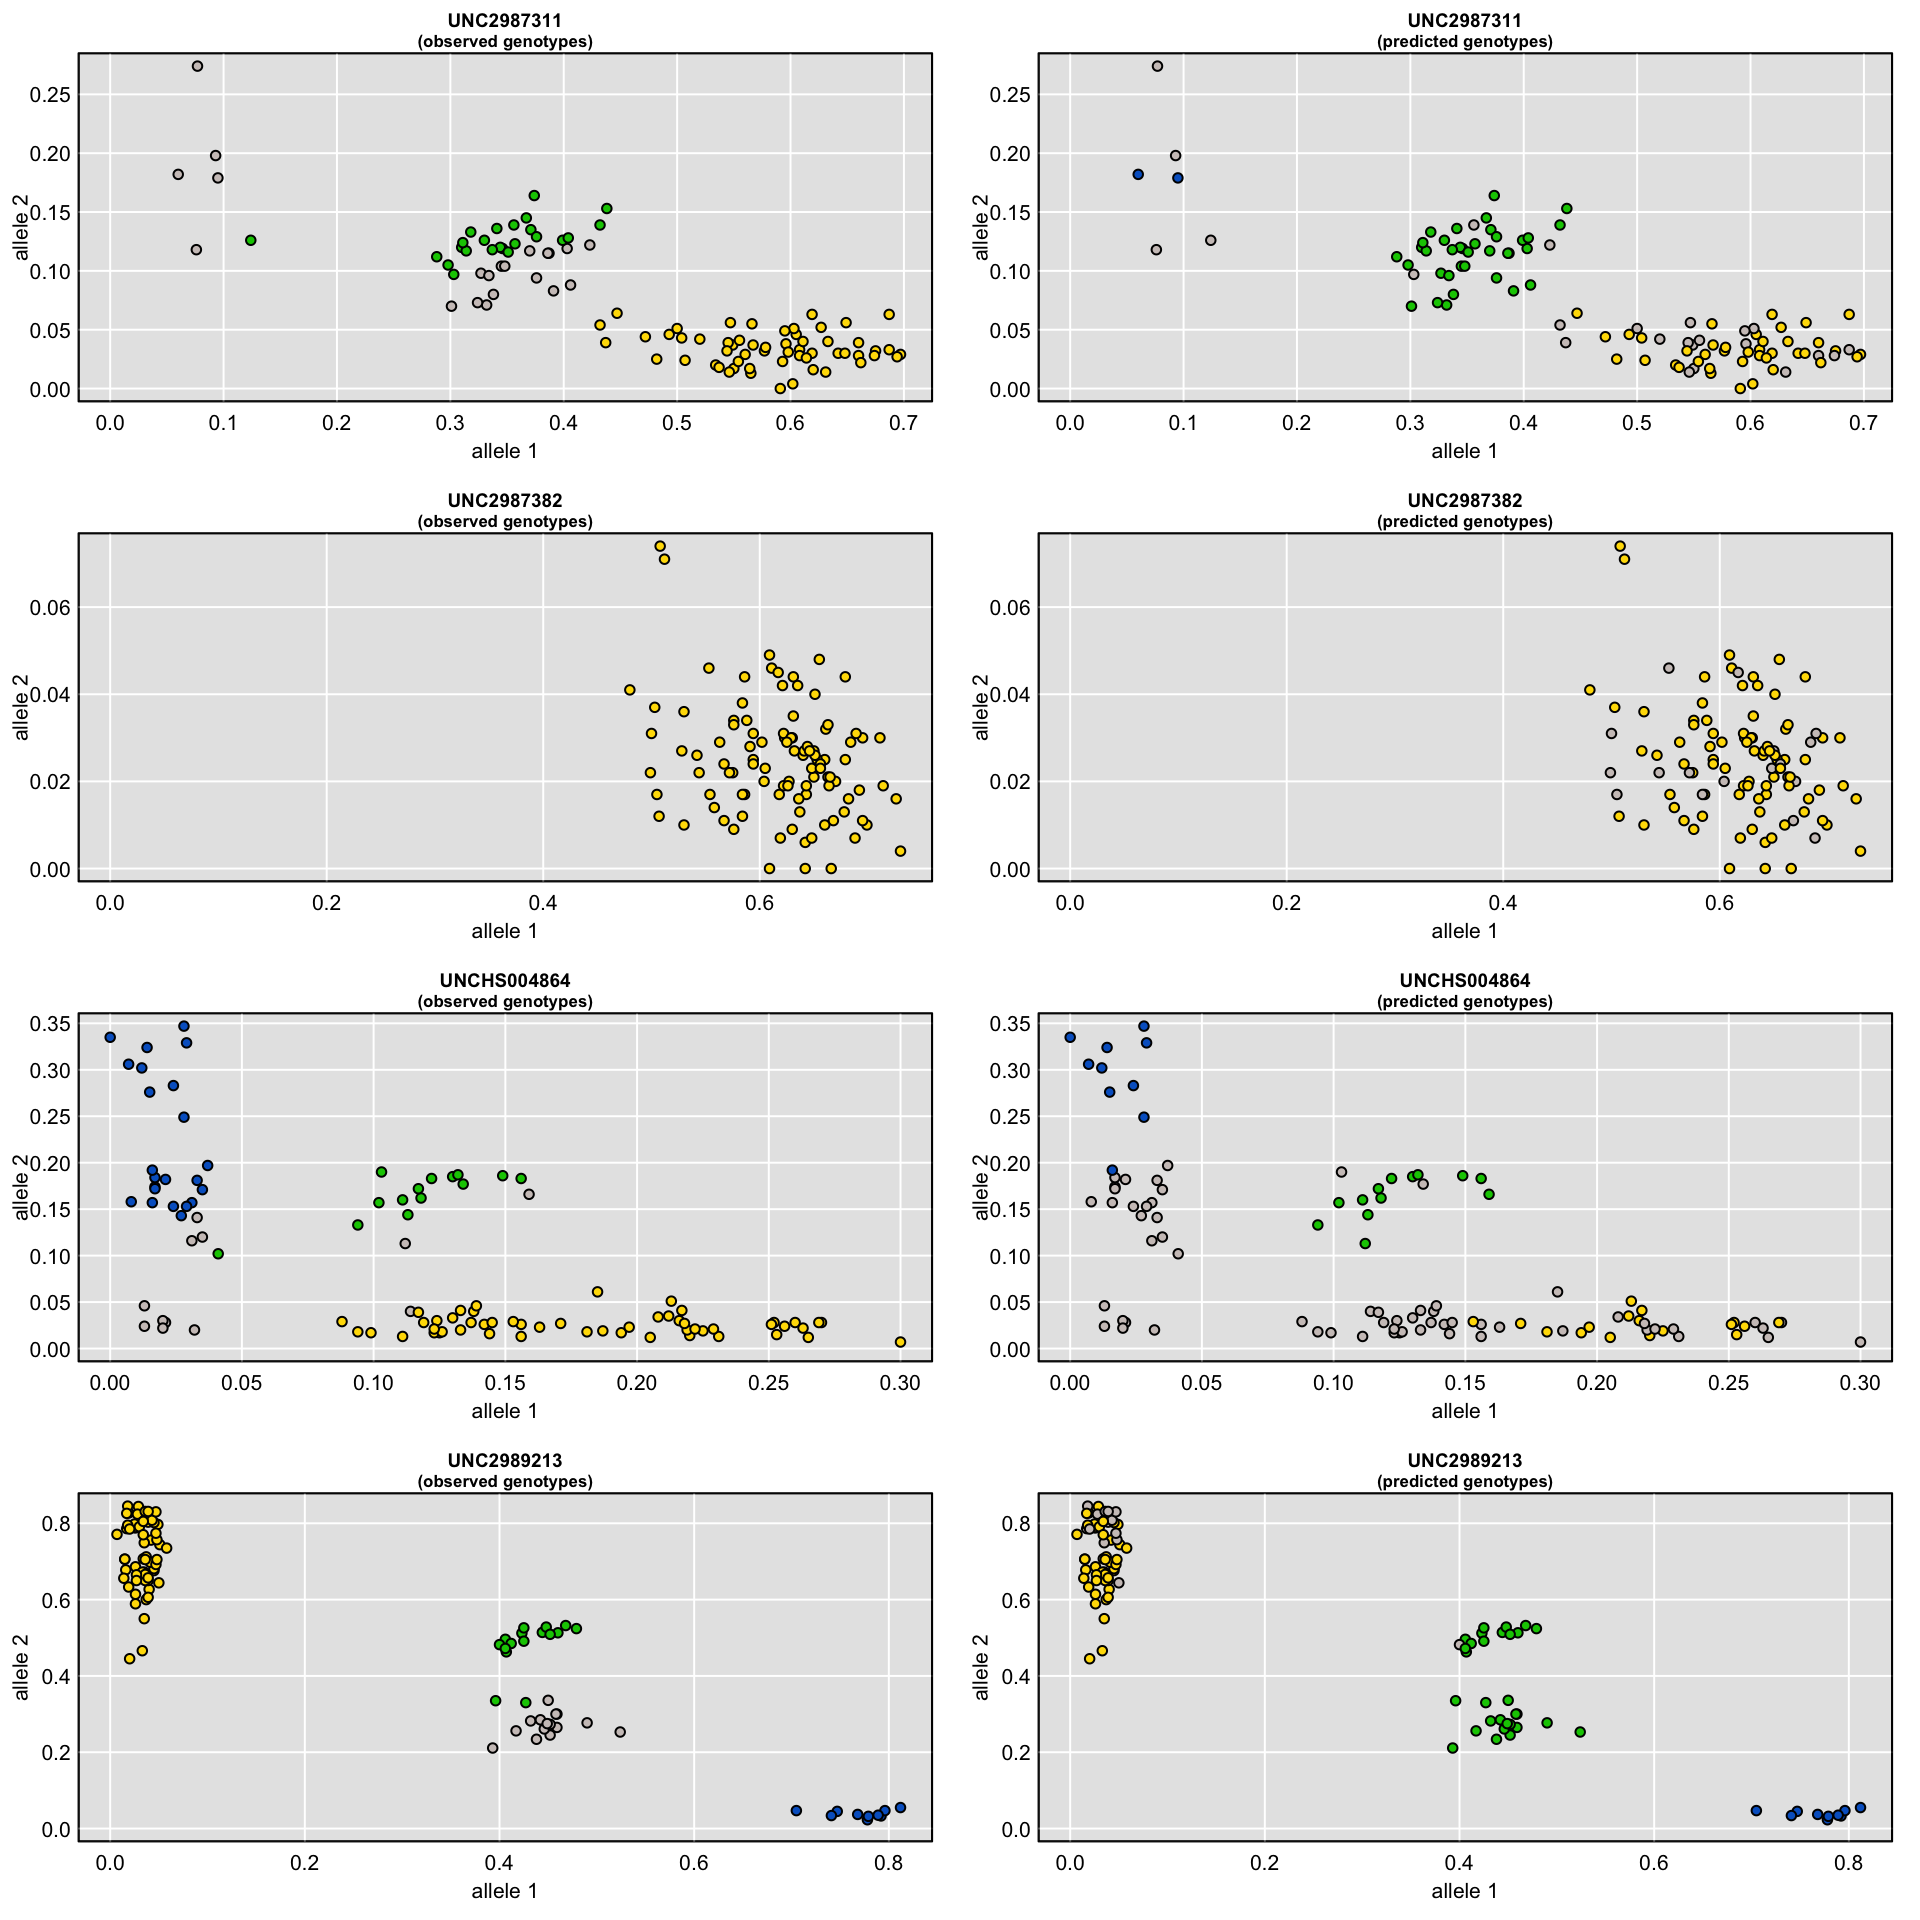 UNC2987311
(observed genotypes)
allele 2
0.25
0.20
0.15
0.10
0.05
0.00
0.0 0.1 0.2 0.3 0.4 0.5 0.6 0.7
allele 1
UNC2987311
(predicted genotypes)
allele 2
0.25
0.20
0.15
0.10
0.05
0.00
0.0 0.1 0.2 0.3 0.4 0.5 0.6 0.7
allele 1
UNC2987382
(observed genotypes)
allele 2
0.06
0.04
0.02
0.00
0.0 0.2 0.4 0.6
allele 1
UNC2987382
(predicted genotypes)
allele 2
0.06
0.04
0.02
0.00
0.0 0.2 0.4 0.6
allele 1
UNCHS004864
(observed genotypes)
allele 2
0.35
0.30
0.25
0.20
0.15
0.10
0.05
0.00
0.00 0.05 0.10 0.15 0.20 0.25 0.30
allele 1
UNCHS004864
(predicted genotypes)
allele 2
0.35
0.30
0.25
0.20
0.15
0.10
0.05
0.00
0.00 0.05 0.10 0.15 0.20 0.25 0.30
allele 1
UNC2989213
(observed genotypes)
allele 2
0.8
0.6
0.4
0.2
0.0
0.0 0.2 0.4 0.6 0.8
allele 1
UNC2989213
(predicted genotypes)
allele 2
0.8
0.6
0.4
0.2
0.0
0.0 0.2 0.4 0.6 0.8
allele 1